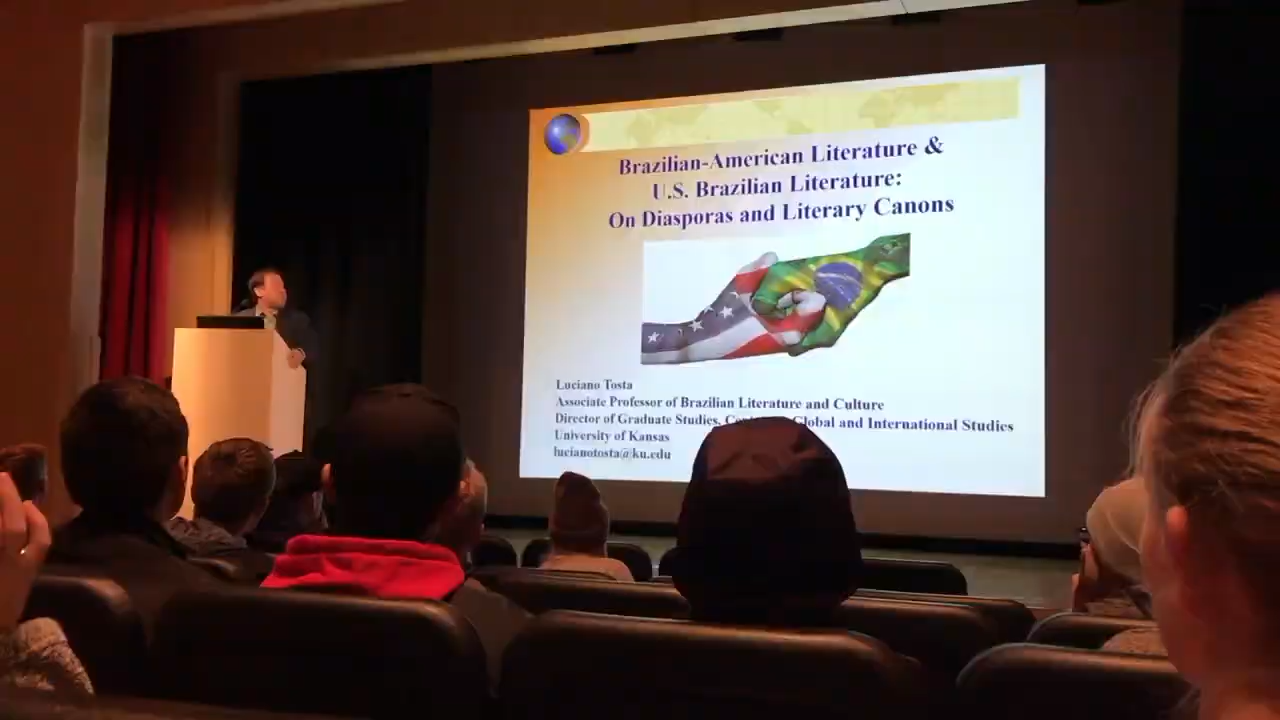 Brazilian-American Literature &
U.S. Brazilian Literature:
On Diasporas and Literary Canons
Luciano Tosta
Associate Professor of Brazilian Literature and Culture
Director of Graduate Studies, Global and International Studies
University of Kansas
lucianotosta@ku.edu